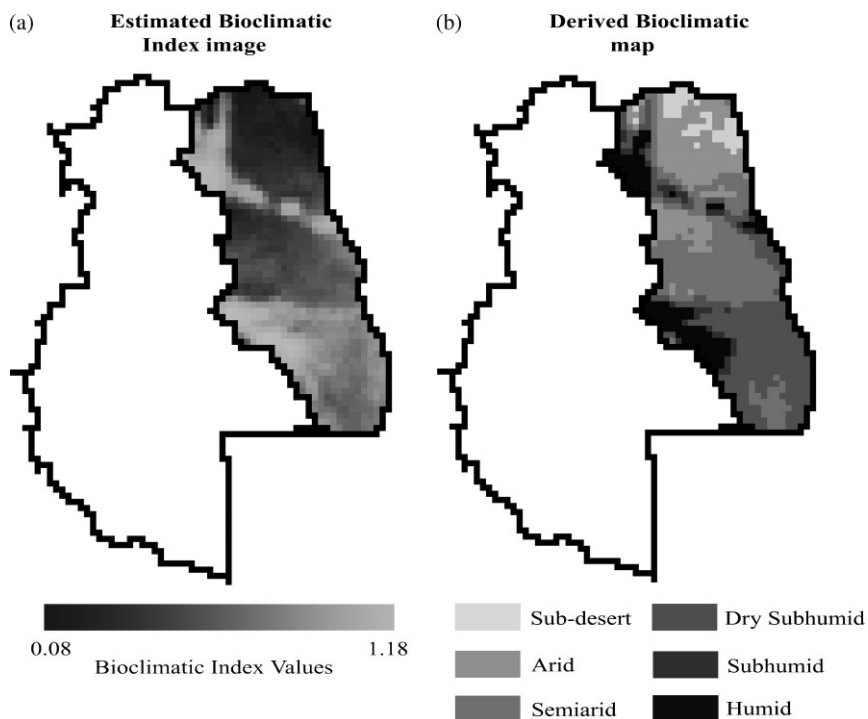 (a)
Estimated Bioclimatic
Index image
(b)
Derived Bioclimatic
map
0.08
1.18
Bioclimatic Index Values
Sub-desert
Dry Subhumid
Arid
Subhumid
Semiarid
Humid